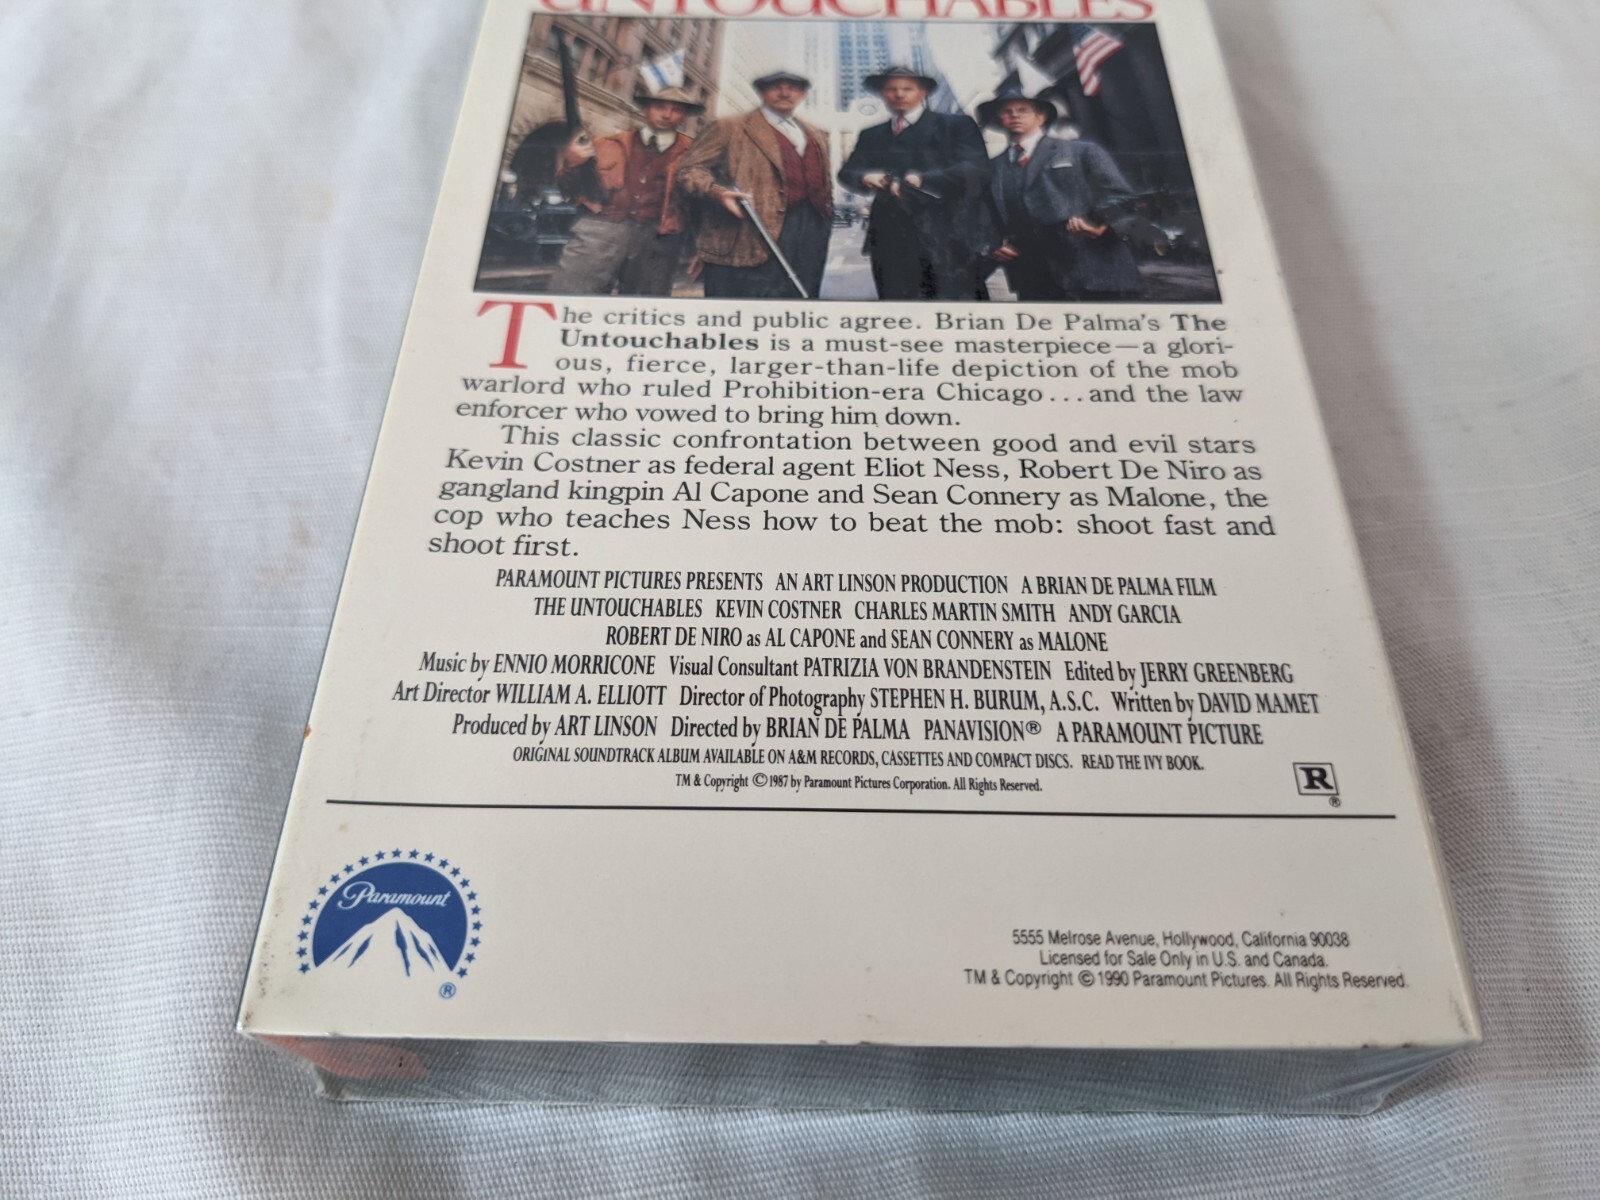 UNTOUCHABLES
The critics and public agree. Brian De Palma's The
Untouchables is a must-see masterpiece—a glori-
ous, fierce, larger-than-life depiction of the mob
warlord who ruled Prohibition-era Chicago...and the law
enforcer who vowed to bring him down.
This classic confrontation between good and evil stars
Kevin Costner as federal agent Eliot Ness, Robert De Niro as
gangland kingpin Al Capone and Sean Connery as Malone, the
cop who teaches Ness how to beat the mob: shoot fast and
shoot first.
PARAMOUNT PICTURES PRESENTS AN ART LINSON PRODUCTION A BRIAN DE PALMA FILM
THE UNTOUCHABLES KEVIN COSTNER CHARLES MARTIN SMITH ANDY GARCIA
ROBERT DE NIRO as AL CAPONE and SEAN CONNERY as MALONE
Music by ENNIO MORRICONE Visual Consultant PATRIZIA VON BRANDENSTEIN Edited by JERRY GREENBERG
Art Director WILLIAM A. ELLIOTT Director of Photography STEPHEN H. BURUM, A.S.C. Written by DAVID MAMET
Produced by ART LINSON Directed by BRIAN DE PALMA PANAVISION® A PARAMOUNT PICTURE
ORIGINAL SOUNDTRACK ALBUM AVAILABLE ON A&M RECORDS, CASSETTES AND COMPACT DISCS. READ THE IVY BOOK.
TM & Copyright © 1987 by Paramount Pictures Corporation. All Rights Reserved.
R
®
Paramount
®
5555 Melrose Avenue, Hollywood, California 90038
Licensed for Sale Only in U.S. and Canada.
TM & Copyright © 1990 Paramount Pictures. All Rights Reserved.